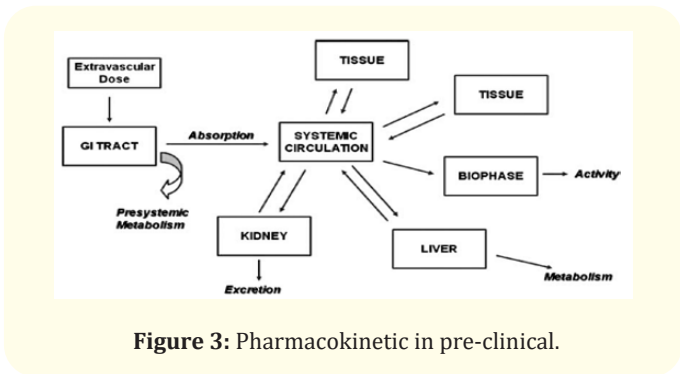 Extravascular
Dose
GI TRACT
Absorption
Presystemic
Metabolism
SYSTEMIC
CIRCULATION
TISSUE
TISSUE
BIOPHASE
Activity
KIDNEY
Excretion
LIVER
Metabolism
Figure 3: Pharmacokinetic in pre-clinical.